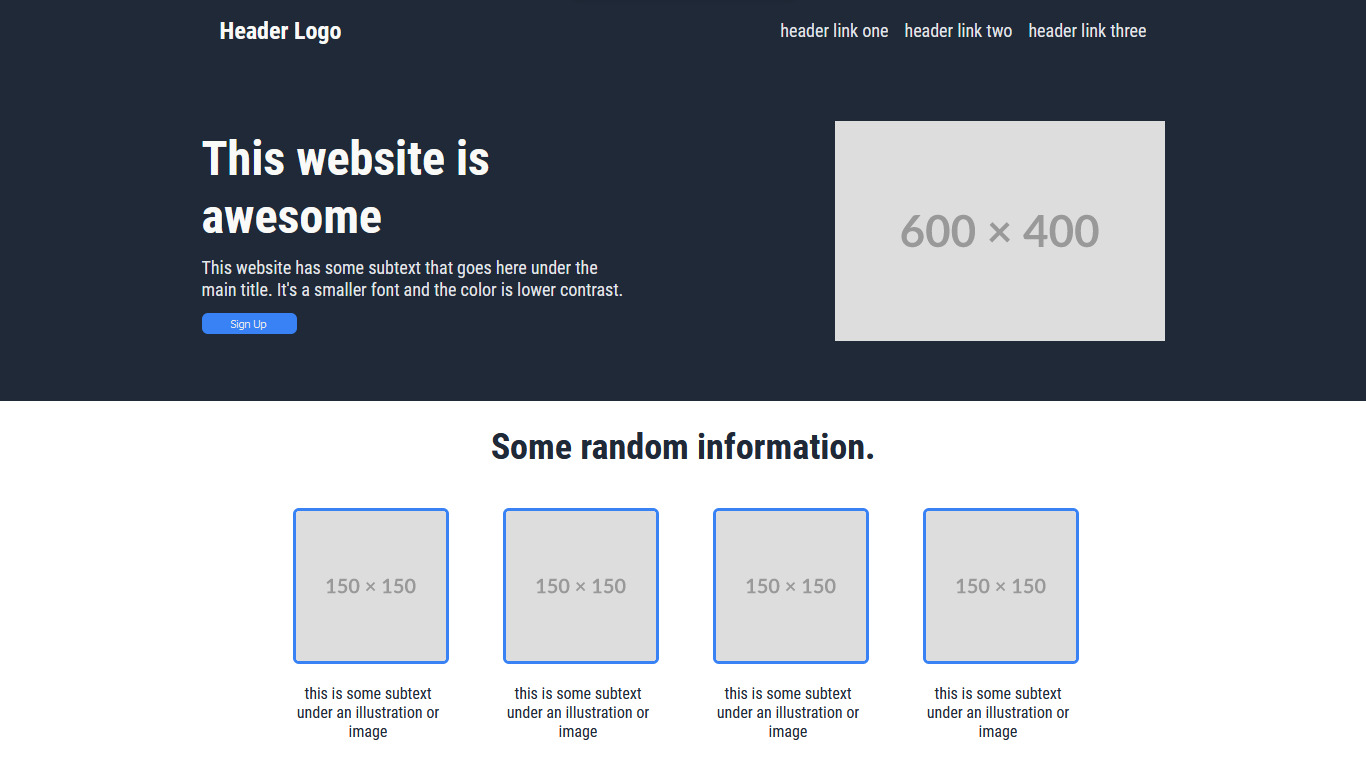 Header Logo
header link one
header link two
header link three
This website is
awesome
This website has some subtext that goes here under the
main title. It's a smaller font and the color is lower contrast.
Sign Up
600 × 400
Some random information.
150 × 150
150 × 150
150 × 150
150 × 150
this is some subtext
under an illustration or
image
this is some subtext
under an illustration or
image
this is some subtext
under an illustration or
image
this is some subtext
under an illustration or
image